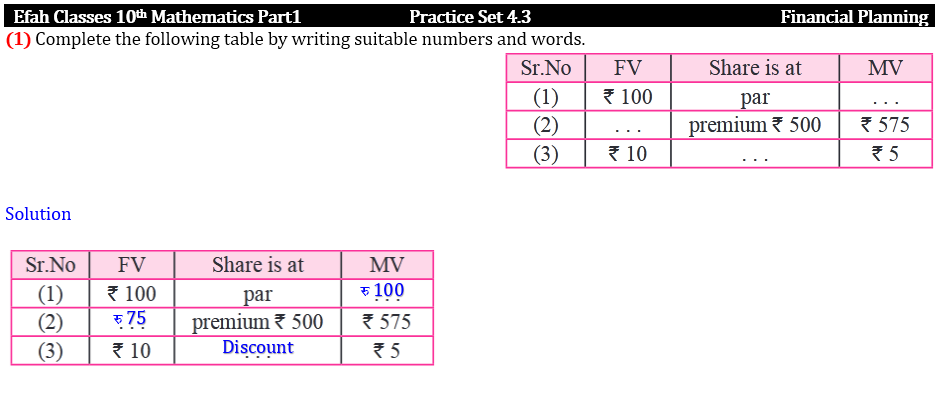 Efah Classes 10th Mathematics Part1 Practice Set 4.3 Financial Planning
(1) Complete the following table by writing suitable numbers and words.
Sr.No FV Share is at MV
(1) ₹ 100 par . . .
(2) . . . premium ₹ 500 ₹ 575
(3) ₹ 10 . . . ₹ 5
Solution
Sr.No FV Share is at MV
(1) ₹ 100 par रु 100
(2) रु 75 premium ₹ 500 ₹ 575
(3) ₹ 10 Discount ₹ 5